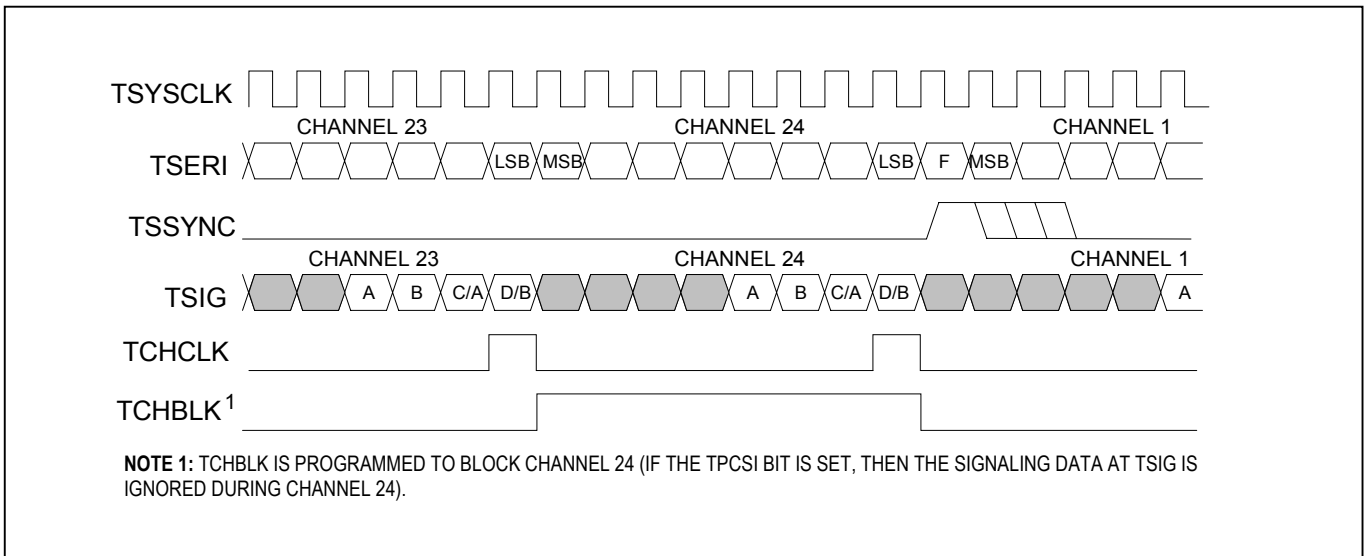 TSYSCLK
CHANNEL 23 CHANNEL 24 CHANNEL 1
TSERI LSB MSB LSB F MSB
TSSYNC
CHANNEL 23 CHANNEL 24 CHANNEL 1
TSIG A B C/A D/B A B C/A D/B A
TCHCLK
TCHBLK 1
NOTE 1: TCHBLK IS PROGRAMMED TO BLOCK CHANNEL 24 (IF THE TPCSI BIT IS SET, THEN THE SIGNALING DATA AT TSIG IS
IGNORED DURING CHANNEL 24).